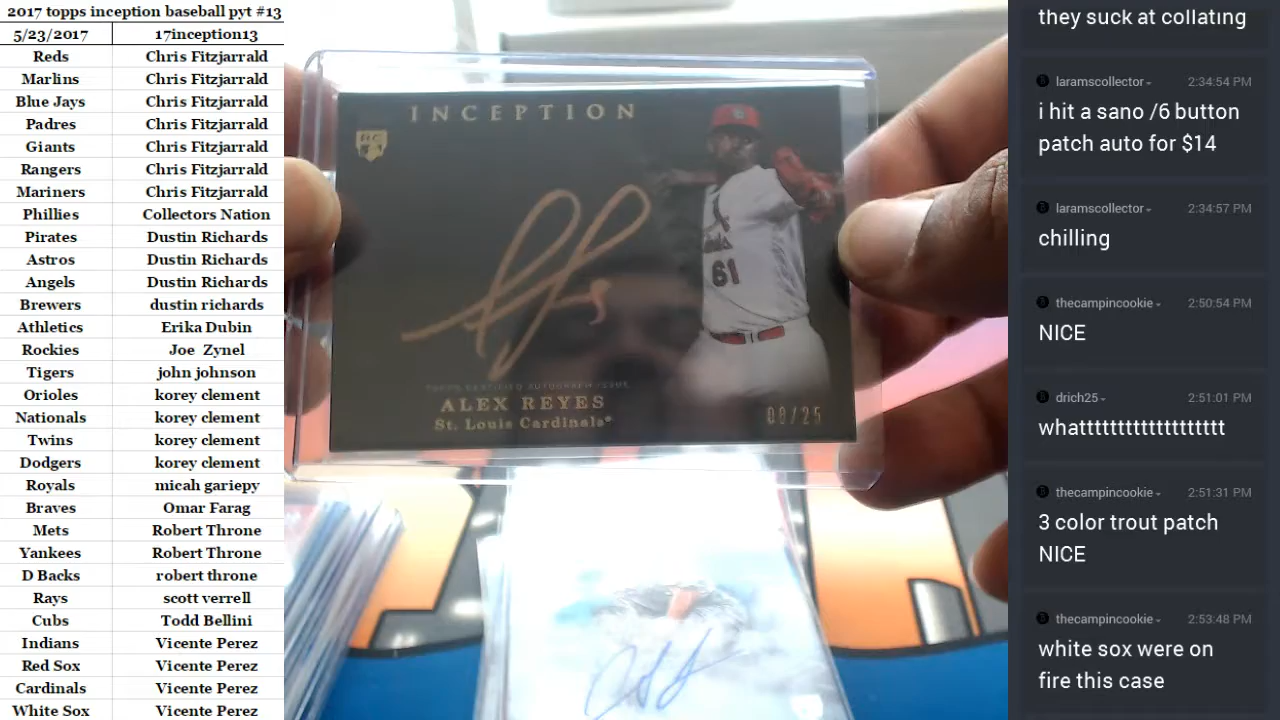 2017 topps inception baseball pyt #13
5/23/2017 17inception13
Reds Chris Fitzjarrald
Marlins Chris Fitzjarrald
Blue Jays Chris Fitzjarrald
Padres Chris Fitzjarrald
Giants Chris Fitzjarrald
Rangers Chris Fitzjarrald
Mariners Chris Fitzjarrald
Phillies Collectors Nation
Pirates Dustin Richards
Astros Dustin Richards
Angels Dustin Richards
Brewers dustin richards
Athletics Erika Dubin
Rockies Joe Zynel
Tigers john johnson
Orioles korey clement
Nationals korey clement
Twins korey clement
Dodgers korey clement
Royals micah gariepy
Braves Omar Farag
Mets Robert Throne
Yankees Robert Throne
D Backs robert throne
Rays scott verrell
Cubs Todd Bellini
Indians Vicente Perez
Red Sox Vicente Perez
Cardinals Vicente Perez
White Sox Vicente Perez
INCEPTION
RC
61
TOPPS CERTIFIED AUTOGRAPH ISSUE
ALEX REYES
St. Louis Cardinals®
08/25
they suck at collating
laramscollector 2:34:54 PM
i hit a sano /6 button
patch auto for $14
laramscollector 2:34:57 PM
chilling
thecampincookie 2:50:54 PM
NICE
drich25 2:51:01 PM
whattttttttttttttttttt
thecampincookie 2:51:31 PM
3 color trout patch
NICE
thecampincookie 2:53:48 PM
white sox were on
fire this case